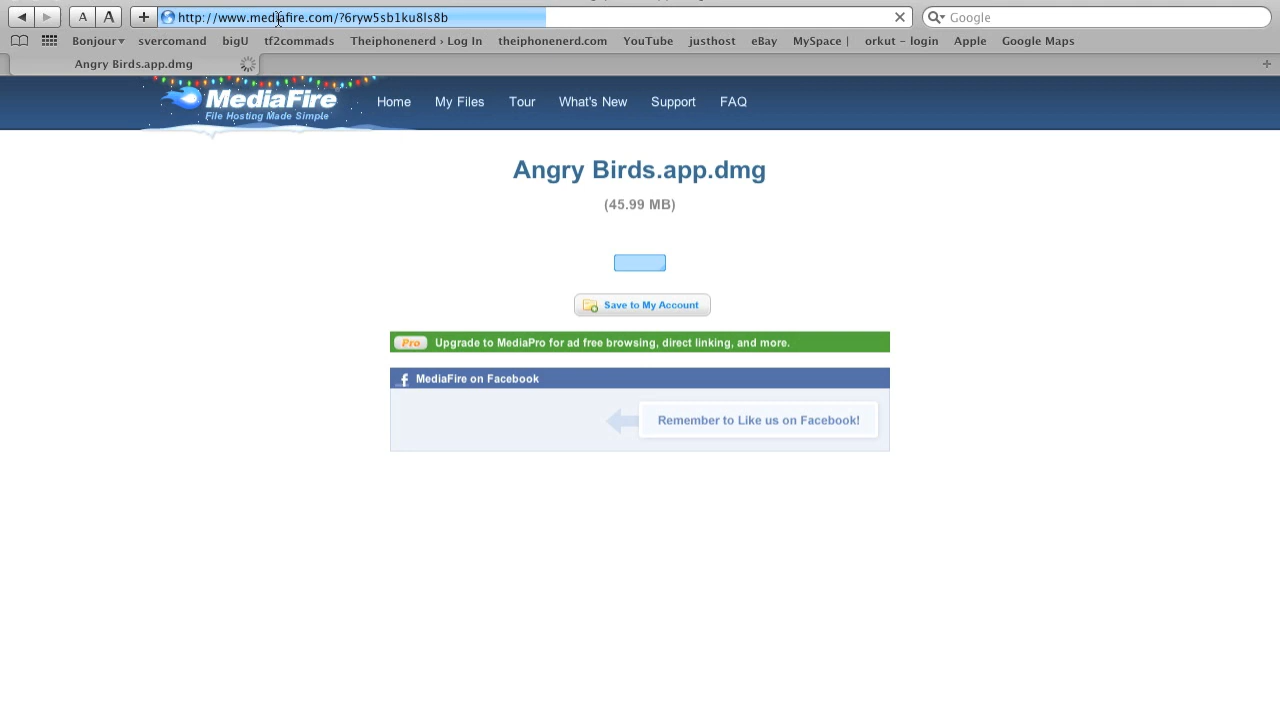 http://www.mediafire.com/?6ryw5sb1ku8ls8b
Google
A A +
Bonjour svercomand bigU tf2commads Theiphonenerd › Log In theiphonenerd.com YouTube justhost eBay MySpace | orkut – login Apple Google Maps
Angry Birds.app.dmg
MediaFire
File Hosting Made Simple
Home My Files Tour What's New Support FAQ
Angry Birds.app.dmg
(45.99 MB)
Save to My Account
Pro Upgrade to MediaPro for ad free browsing, direct linking, and more.
f MediaFire on Facebook
Remember to Like us on Facebook!